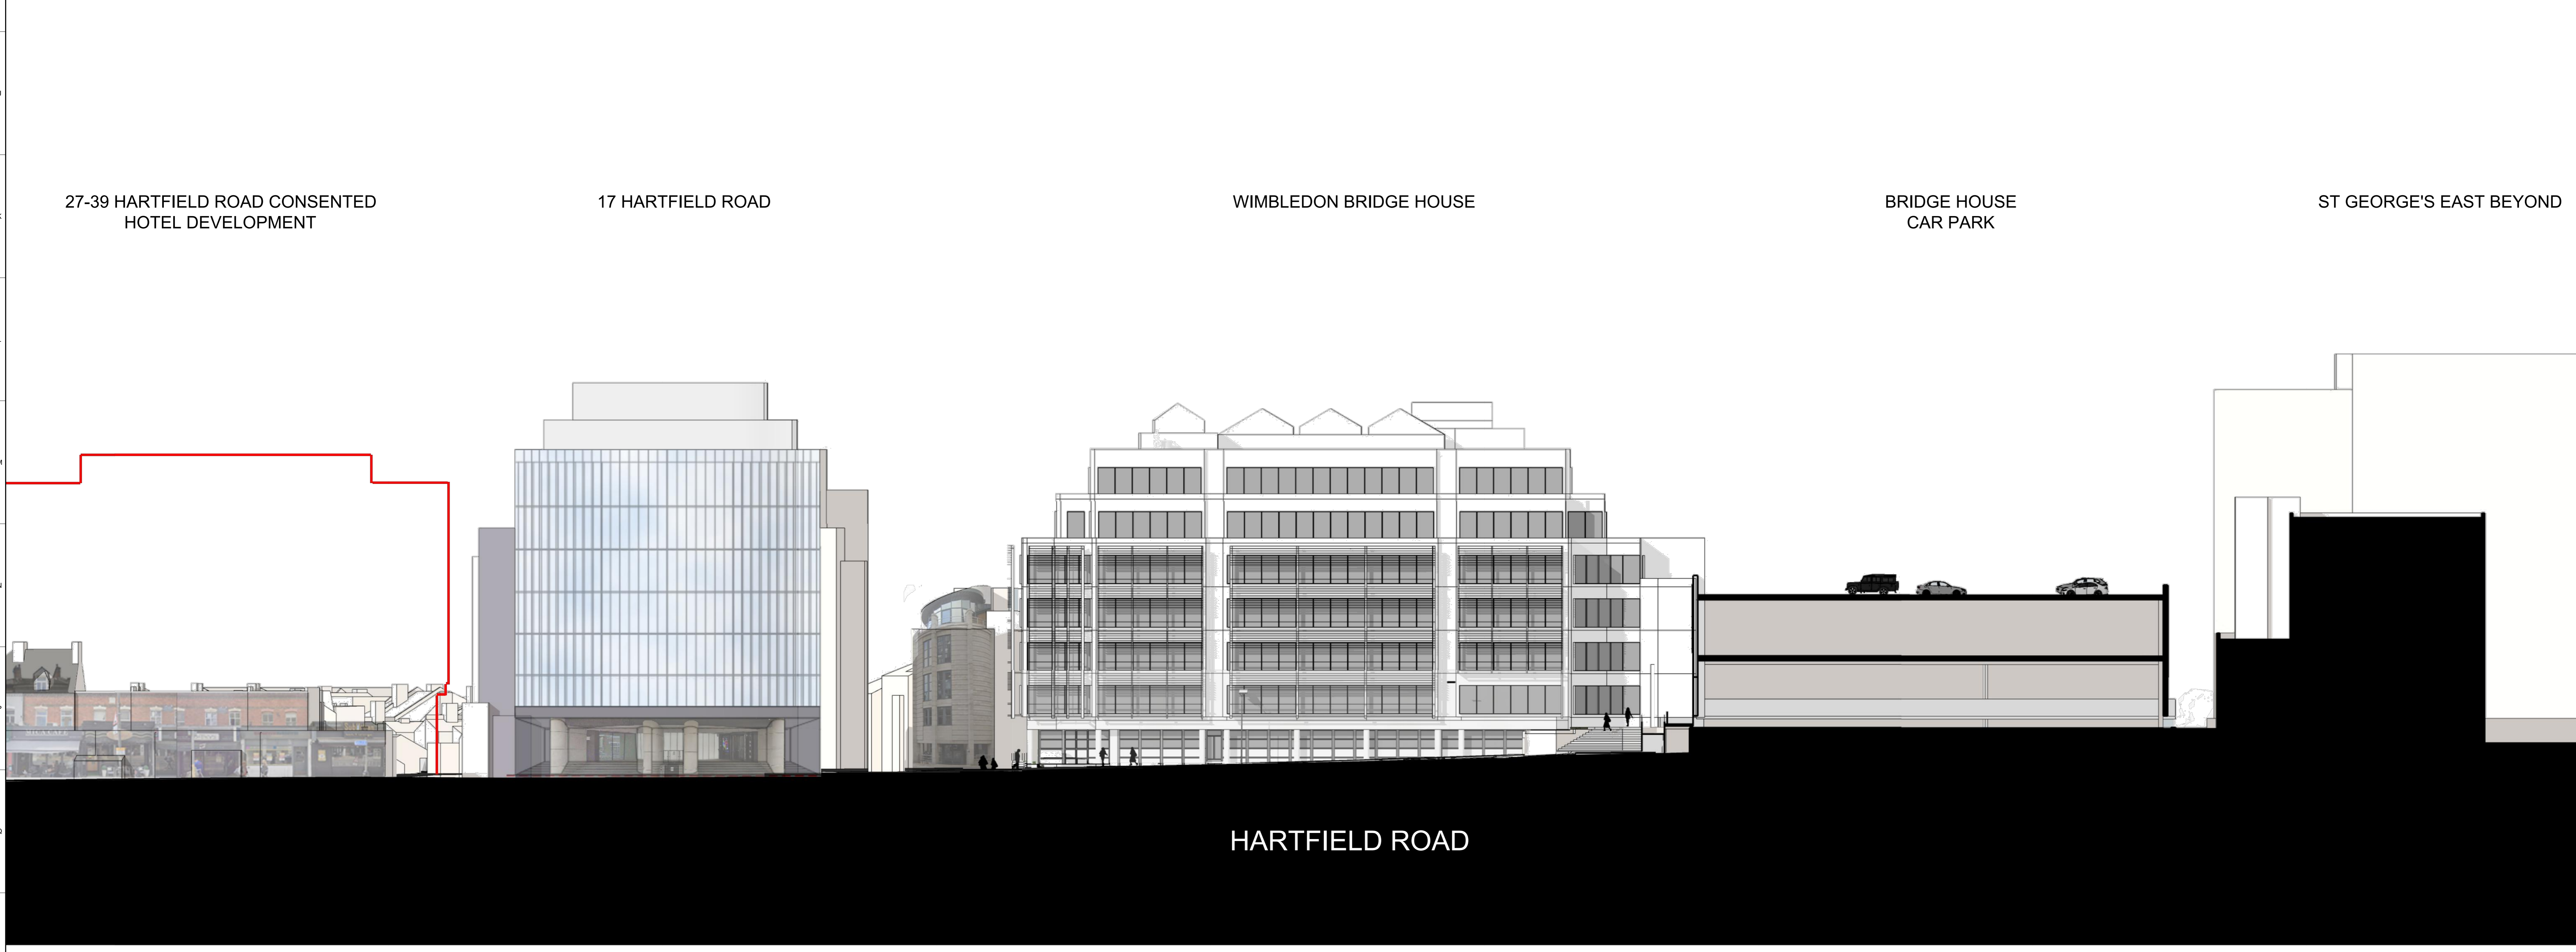 27-39 HARTFIELD ROAD CONSENTED
HOTEL DEVELOPMENT
17 HARTFIELD ROAD
WIMBLEDON BRIDGE HOUSE
BRIDGE HOUSE
CAR PARK
ST GEORGE'S EAST BEYOND
HARTFIELD ROAD